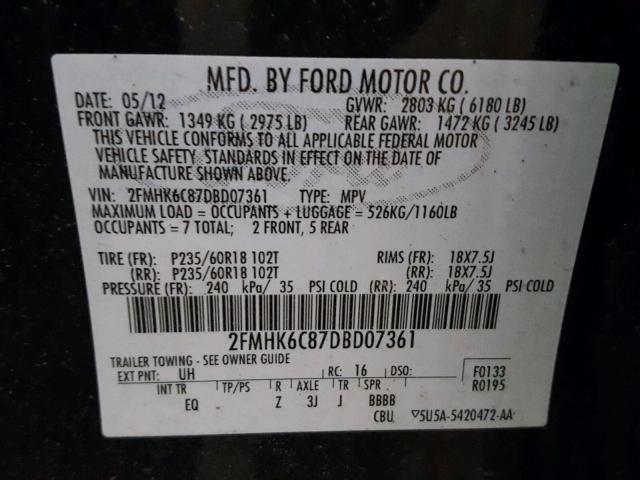 MFD. BY FORD MOTOR CO.
DATE: 05/12 GVWR: 2803 KG ( 6180 LB)
FRONT GAWR: 1349 KG ( 2975 LB) REAR GAWR: 1472 KG ( 3245 LB)
THIS VEHICLE CONFORMS TO ALL APPLICABLE FEDERAL MOTOR
VEHICLE SAFETY STANDARDS IN EFFECT ON THE DATE OF
MANUFACTURE SHOWN ABOVE.
VIN: 2FMHK6C87DBD07361 TYPE: MPV
MAXIMUM LOAD = OCCUPANTS + LUGGAGE = 526KG/1160LB
OCCUPANTS = 7 TOTAL; 2 FRONT, 5 REAR
TIRE (FR): P235/60R18 102T RIMS (FR): 18X7.5J
(RR): P235/60R18 102T (RR): 18X7.5J
PRESSURE (FR): 240 kPa/ 35 PSI COLD (RR): 240 kPa/ 35 PSI COLD
2FMHK6C87DBD07361
TRAILER TOWING - SEE OWNER GUIDE
EXT PNT: UH RC: 16 DSO: F0133
INT TR TP/PS R AXLE TR SPR R0195
EQ Z 3J J BBBB
CBU ▽5U5A-5420472-AA